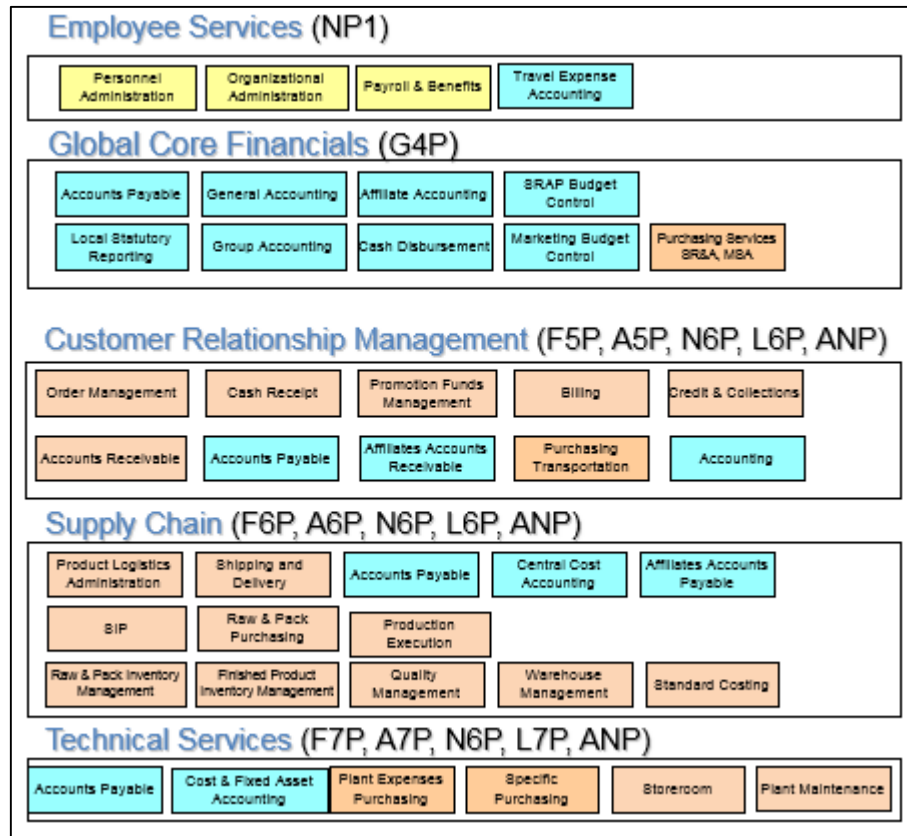 Employee Services (NP1)
Personnel
Administration
Organizational
Administration
Payroll & Benefits
Travel Expense
Accounting
Global Core Financials (G4P)
Accounts Payable
General Accounting
Affiliate Accounting
SRAP Budget
Control
Local Statutory
Reporting
Group Accounting
Cash Disbursement
Marketing Budget
Control
Purchasing Services
SR&A, MSA
Customer Relationship Management (F5P, A5P, N6P, L6P, ANP)
Order Management
Cash Receipt
Promotion Funds
Management
Billing
Credit & Collections
Accounts Receivable
Accounts Payable
Affiliates Accounts
Receivable
Purchasing
Transportation
Accounting
Supply Chain (F6P, A6P, N6P, L6P, ANP)
Product Logistics
Administration
Shipping and
Delivery
Accounts Payable
Central Cost
Accounting
Affiliates Accounts
Payable
SIP
Raw & Pack
Purchasing
Production
Execution
Raw & Pack Inventory
Management
Finished Product
Inventory Management
Quality
Management
Warehouse
Management
Standard Costing
Technical Services (F7P, A7P, N6P, L7P, ANP)
Accounts Payable
Cost & Fixed Asset
Accounting
Plant Expenses
Purchasing
Specific
Purchasing
Storeroom
Plant Maintenance